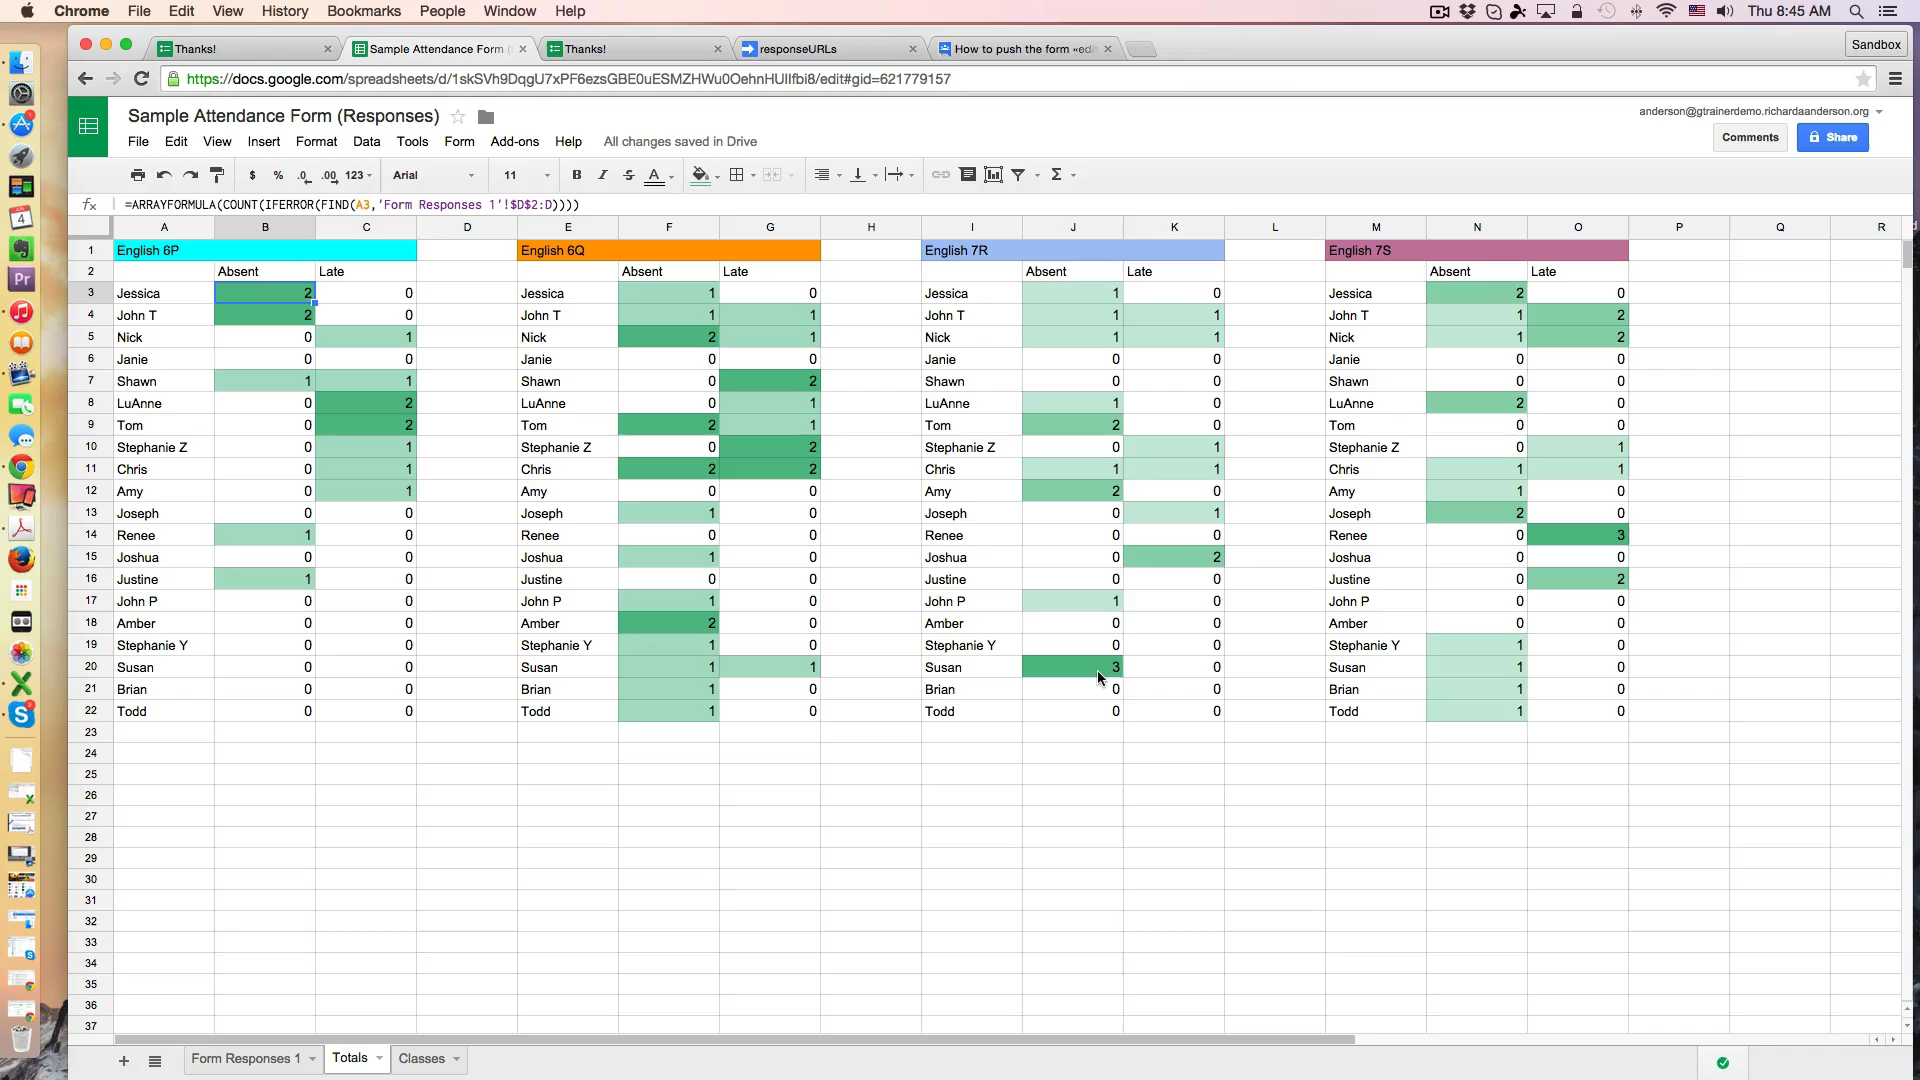 Chrome File Edit View History Bookmarks People Window Help Thu 8:45 AM
Thanks! Sample Attendance Form ( Thanks! responseURLs How to push the form «edi Sandbox
https://docs.google.com/spreadsheets/d/1skSVh9DqgU7xPF6ezsGBE0uESMZHWu0OehnHUIIfbi8/edit#gid=621779157
Sample Attendance Form (Responses) anderson@gtrainerdemo.richardaanderson.org
File Edit View Insert Format Data Tools Form Add-ons Help All changes saved in Drive Comments Share
$ % .0 .00 123 Arial 11 B I S A Σ
fx =ARRAYFORMULA(COUNT(IFERROR(FIND(A3,'Form Responses 1'!$D$2:D))))
A B C D E F G H I J K L M N O P Q R
1 English 6P English 6Q English 7R English 7S
2 Absent Late Absent Late Absent Late Absent Late
3 Jessica 2 0 Jessica 1 0 Jessica 1 0 Jessica 2 0
4 John T 2 0 John T 1 1 John T 1 1 John T 1 2
5 Nick 0 1 Nick 2 1 Nick 1 1 Nick 1 2
6 Janie 0 0 Janie 0 0 Janie 0 0 Janie 0 0
7 Shawn 1 1 Shawn 0 2 Shawn 0 0 Shawn 0 0
8 LuAnne 0 2 LuAnne 0 1 LuAnne 1 0 LuAnne 2 0
9 Tom 0 2 Tom 2 1 Tom 2 0 Tom 0 0
10 Stephanie Z 0 1 Stephanie Z 0 2 Stephanie Z 0 1 Stephanie Z 0 1
11 Chris 0 1 Chris 2 2 Chris 1 1 Chris 1 1
12 Amy 0 1 Amy 0 0 Amy 2 0 Amy 1 0
13 Joseph 0 0 Joseph 1 0 Joseph 0 1 Joseph 2 0
14 Renee 1 0 Renee 0 0 Renee 0 0 Renee 0 3
15 Joshua 0 0 Joshua 1 0 Joshua 0 2 Joshua 0 0
16 Justine 1 0 Justine 0 0 Justine 0 0 Justine 0 2
17 John P 0 0 John P 1 0 John P 1 0 John P 0 0
18 Amber 0 0 Amber 2 0 Amber 0 0 Amber 0 0
19 Stephanie Y 0 0 Stephanie Y 1 0 Stephanie Y 0 0 Stephanie Y 1 0
20 Susan 0 0 Susan 1 1 Susan 3 0 Susan 1 0
21 Brian 0 0 Brian 1 0 Brian 0 0 Brian 1 0
22 Todd 0 0 Todd 1 0 Todd 0 0 Todd 1 0
23
24
25
26
27
28
29
30
31
32
33
34
35
36
37
+ Form Responses 1 Totals Classes